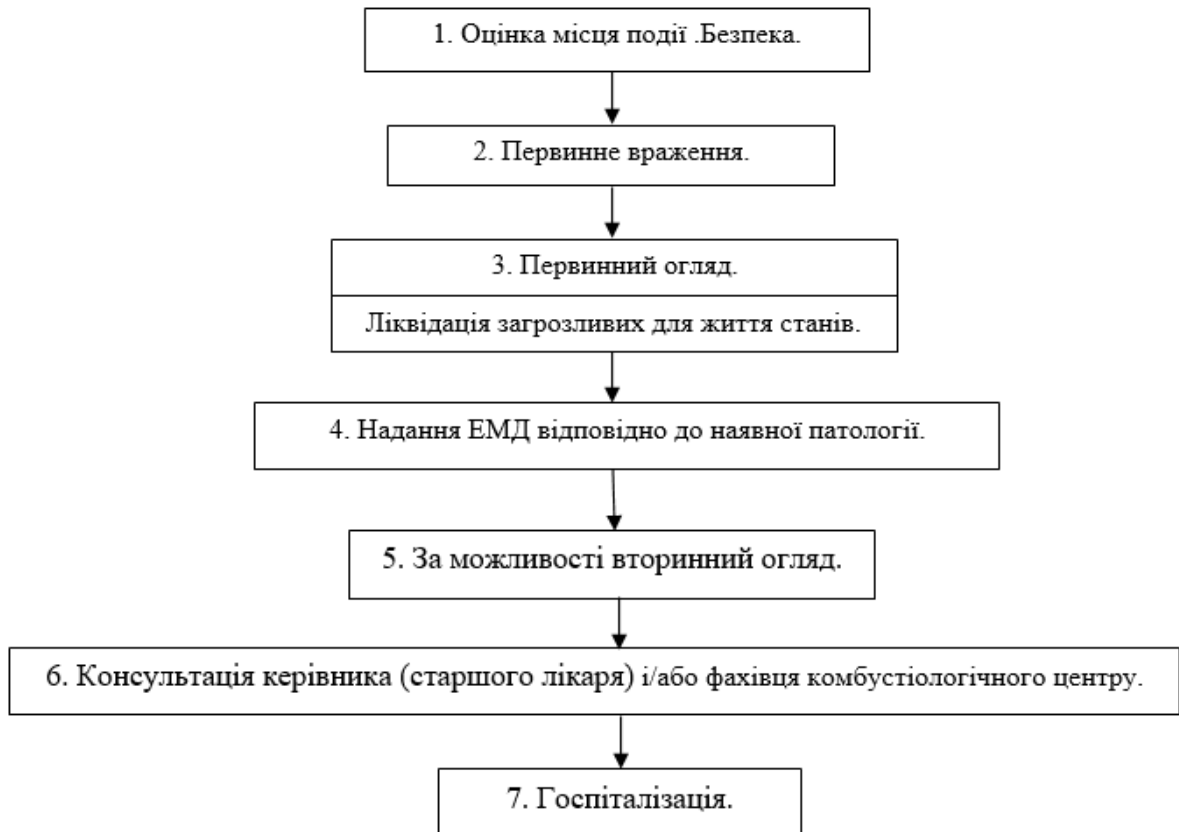 1. Оцінка місця події .Безпека.
2. Первинне враження.
3. Первинний огляд.
Ліквідація загрозливих для життя станів.
4. Надання ЕМД відповідно до наявної патології.
5. За можливості вторинний огляд.
6. Консультація керівника (старшого лікаря) і/або фахівця комбустіологічного центру.
7. Госпіталізація.